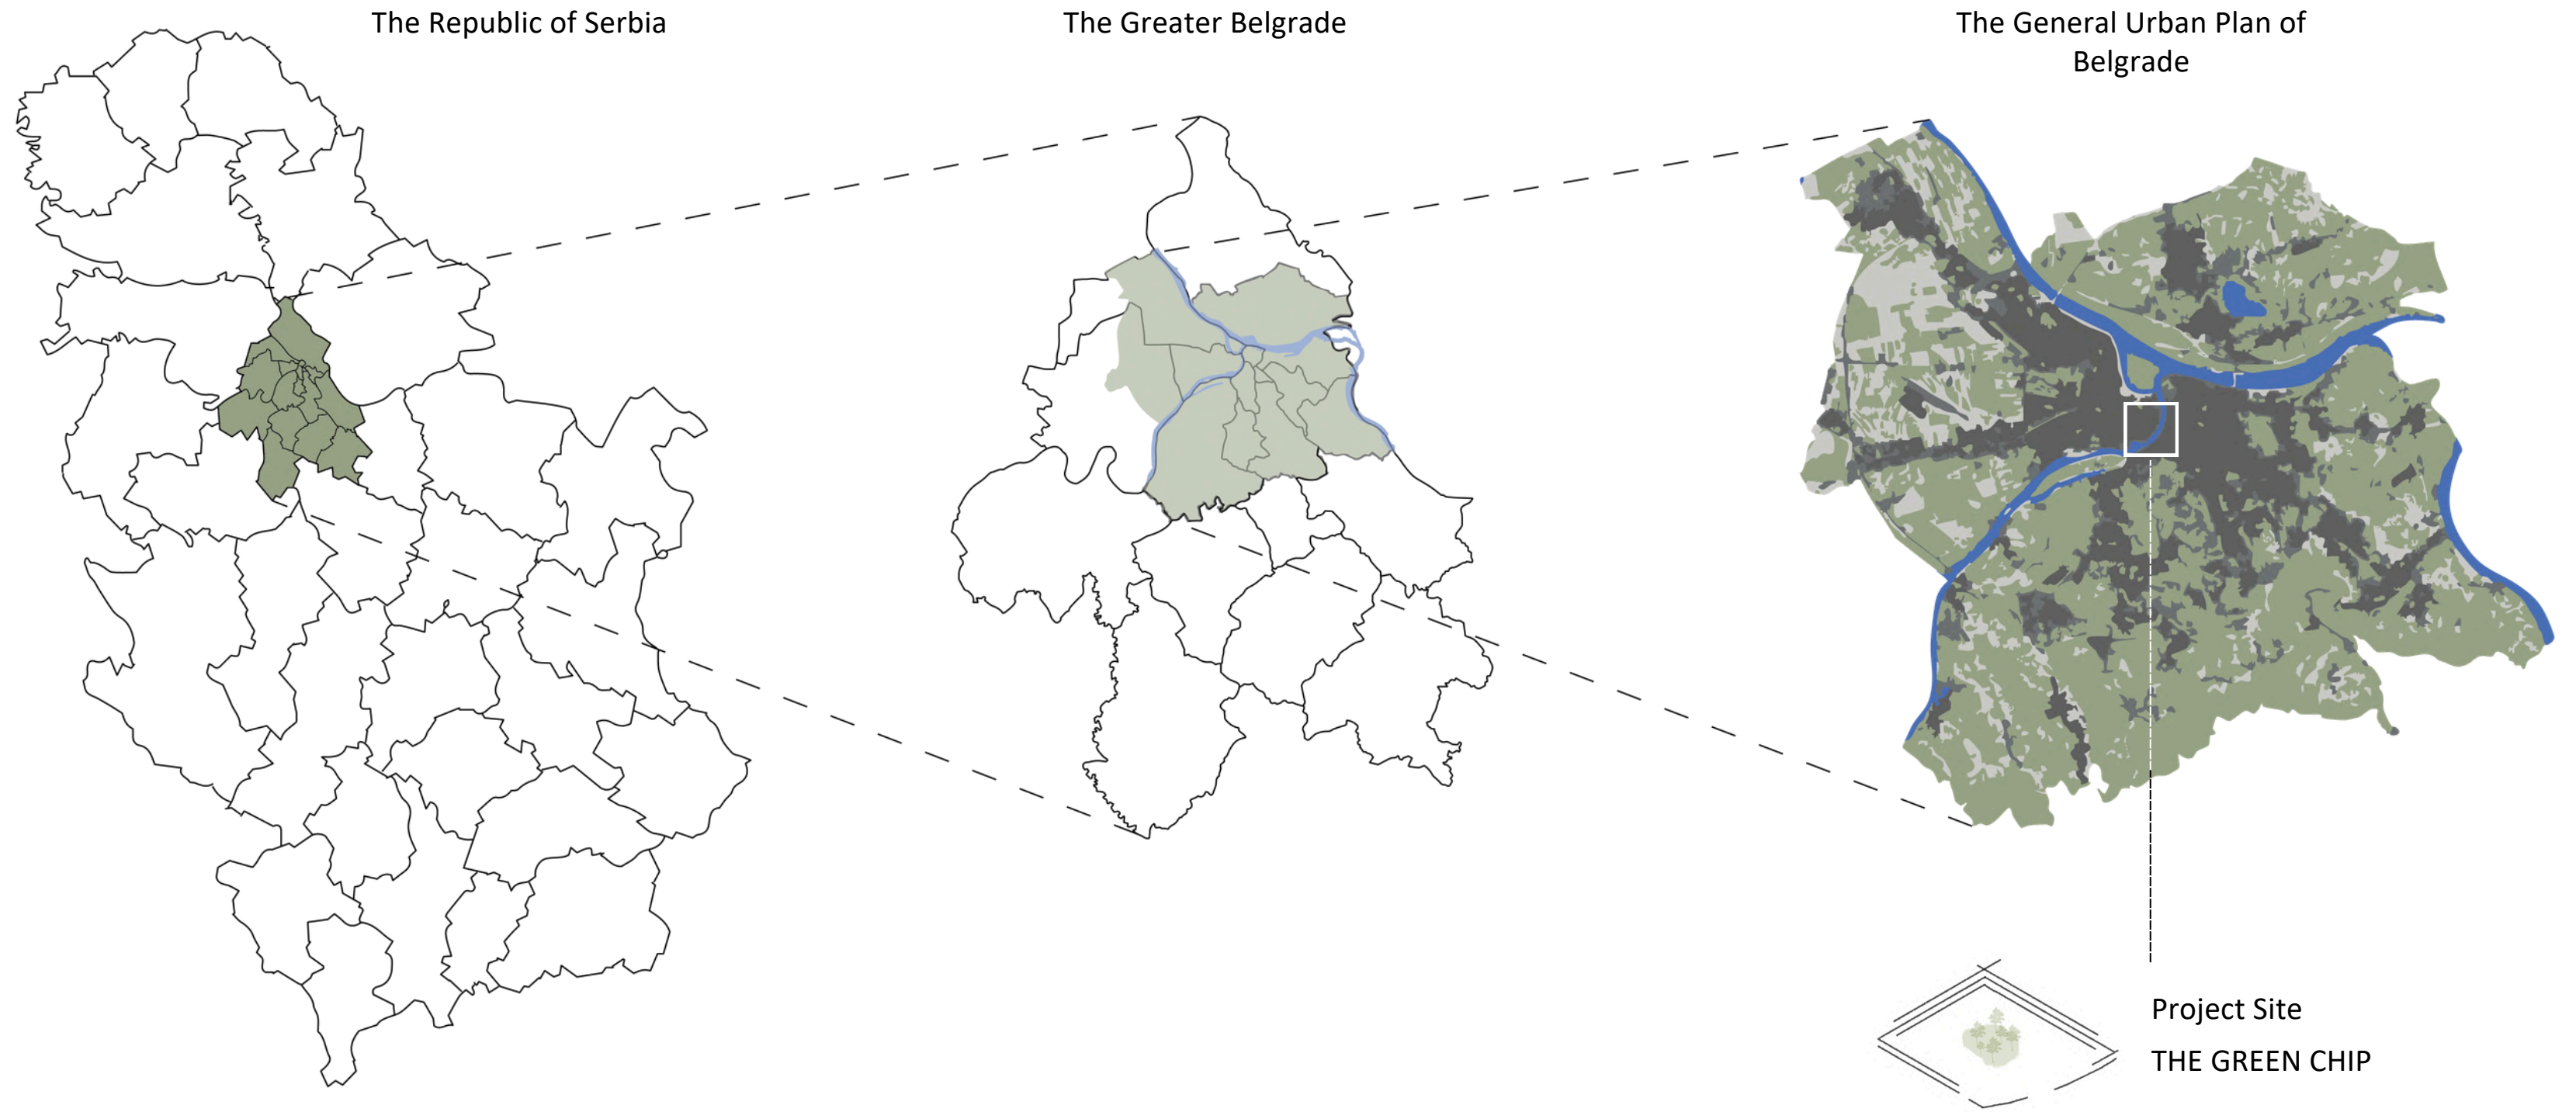 The Republic of Serbia
The Greater Belgrade
The General Urban Plan of
Belgrade
Project Site
THE GREEN CHIP